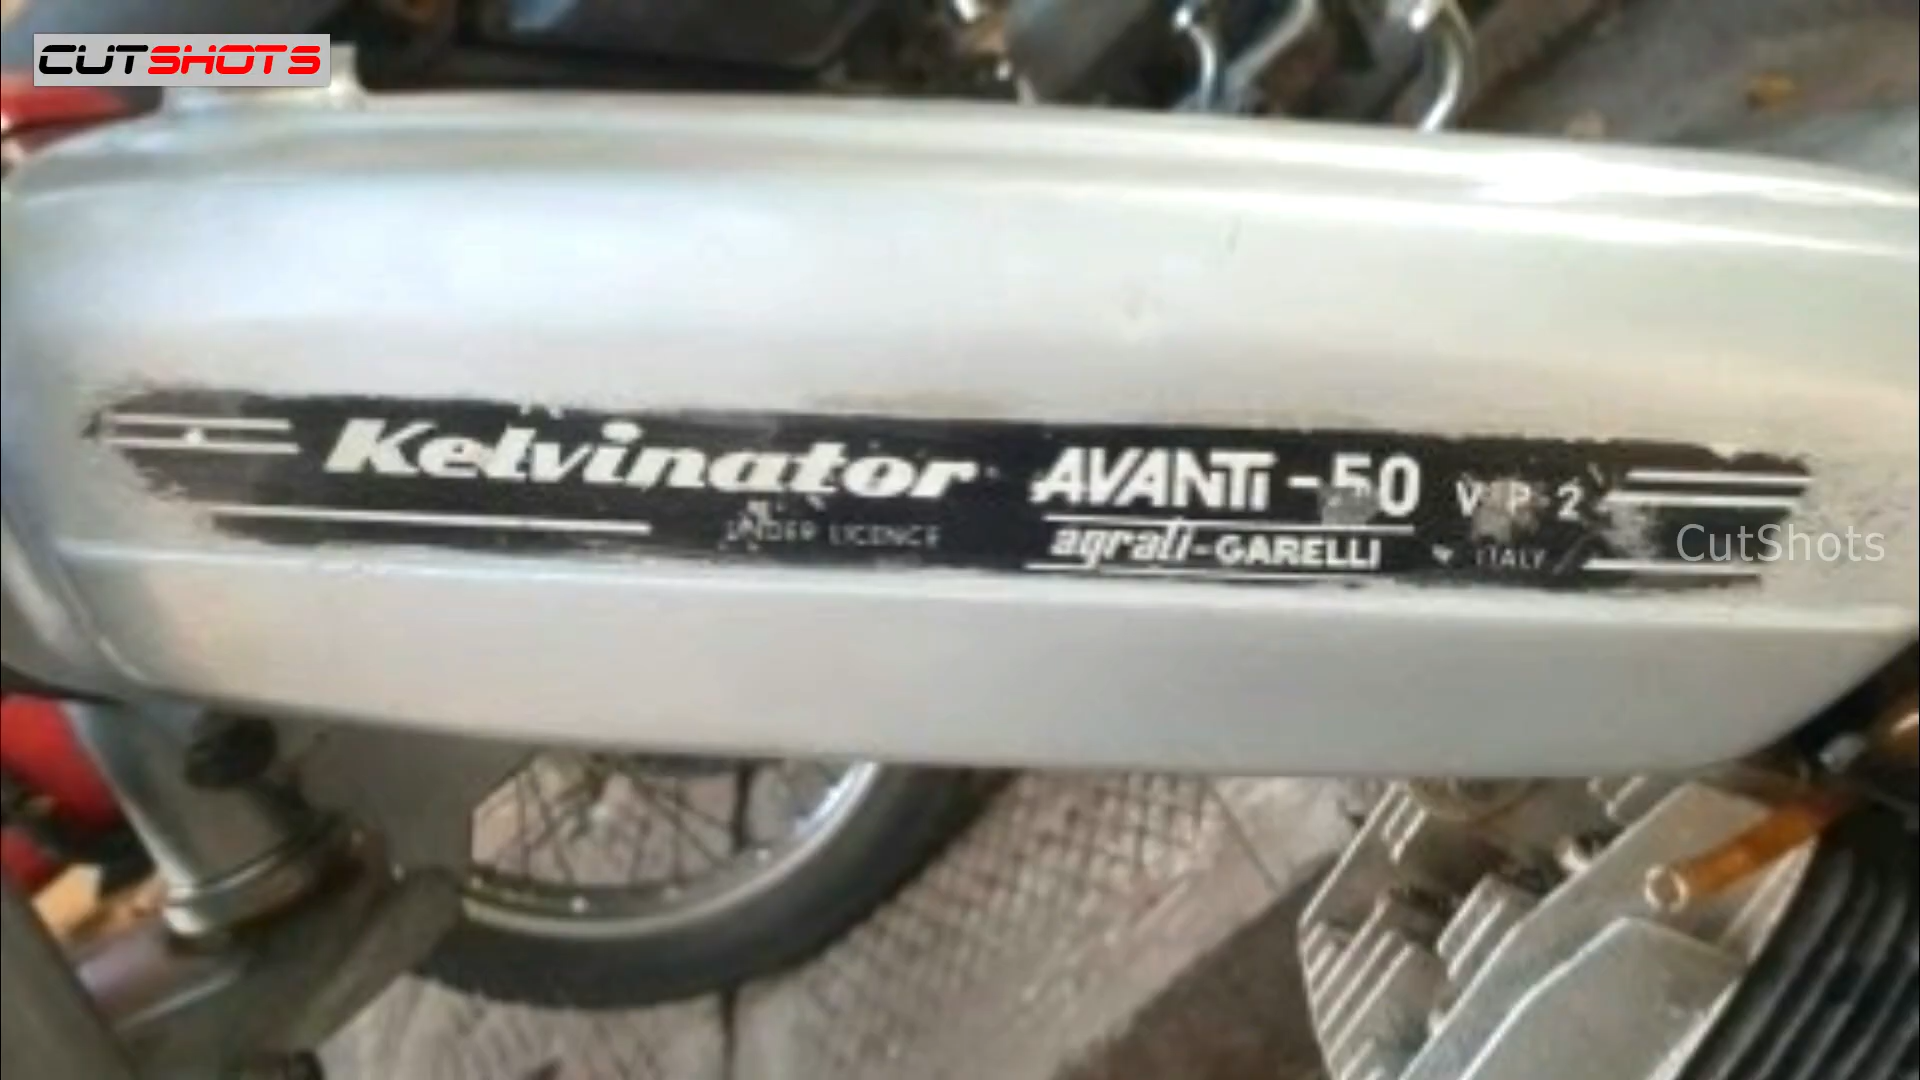 CUTSHOTS
Kelvinator AVANTi-50 V P 2
UNDER LICENCE agrati-GARELLI ITALY
CutShots